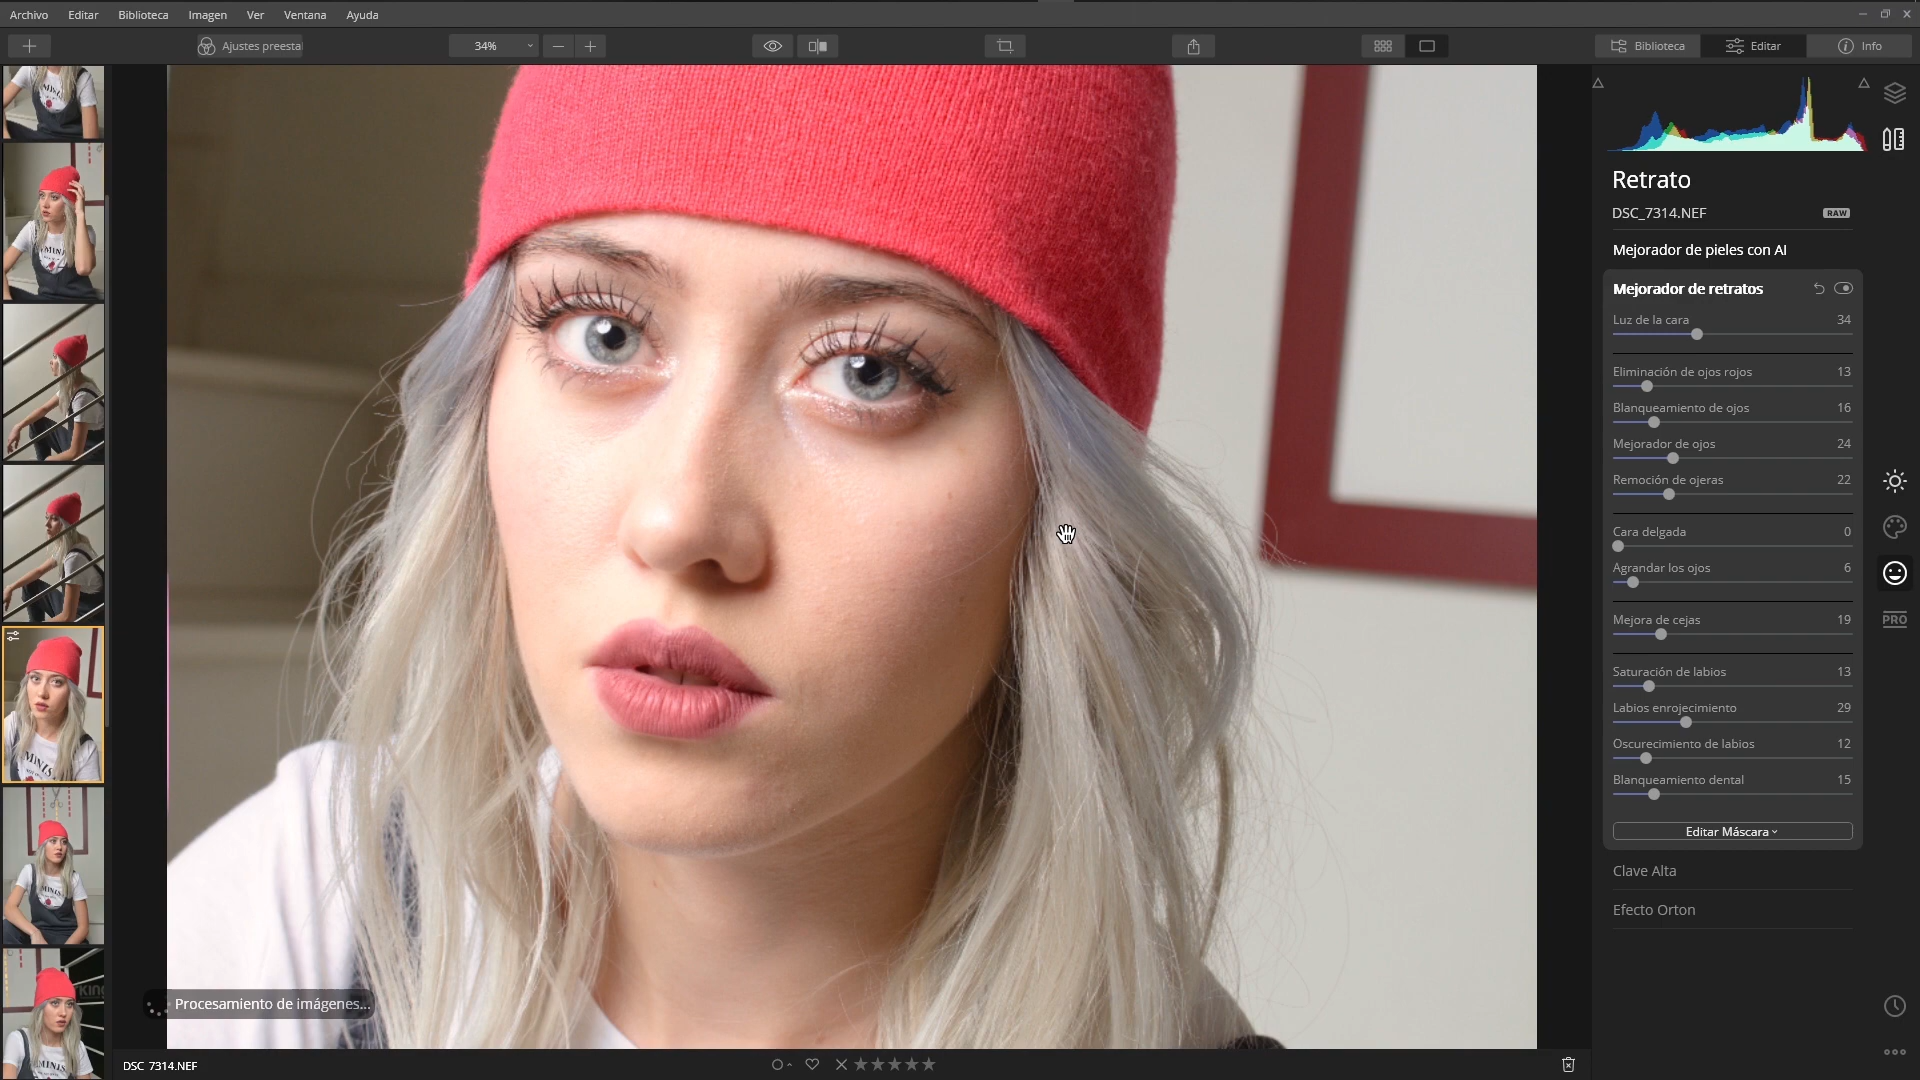 Archivo Editar Biblioteca Imagen Ver Ventana Ayuda
Ajustes preesta
34%
Biblioteca
Editar
Info
Retrato
DSC_7314.NEF
RAW
Mejorador de pieles con AI
Mejorador de retratos
Luz de la cara 34
Eliminación de ojos rojos 13
Blanqueamiento de ojos 16
Mejorador de ojos 24
Remoción de ojeras 22
Cara delgada 0
Agrandar los ojos 6
Mejora de cejas 19
Saturación de labios 13
Labios enrojecimiento 29
Oscurecimiento de labios 12
Blanqueamiento dental 15
Editar Máscara
Clave Alta
Efecto Orton
PRO
Procesamiento de imágenes...
DSC_7314.NEF